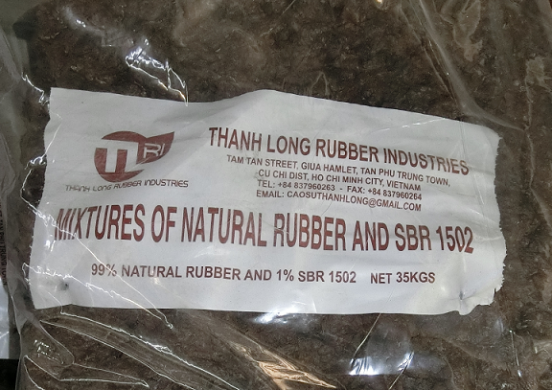 TLRI
THANH LONG RUBBER INDUSTRIES
THANH LONG RUBBER INDUSTRIES
TAM TAN STREET, GIUA HAMLET, TAN PHU TRUNG TOWN,
CU CHI DIST, HO CHI MINH CITY, VIETNAM
TEL: +84 837960263 - FAX: +84 837960264
EMAIL: CAOSUTHANHLONG@GMAIL.COM
MIXTURES OF NATURAL RUBBER AND SBR 1502
99% NATURAL RUBBER AND 1% SBR 1502 NET 35KGS